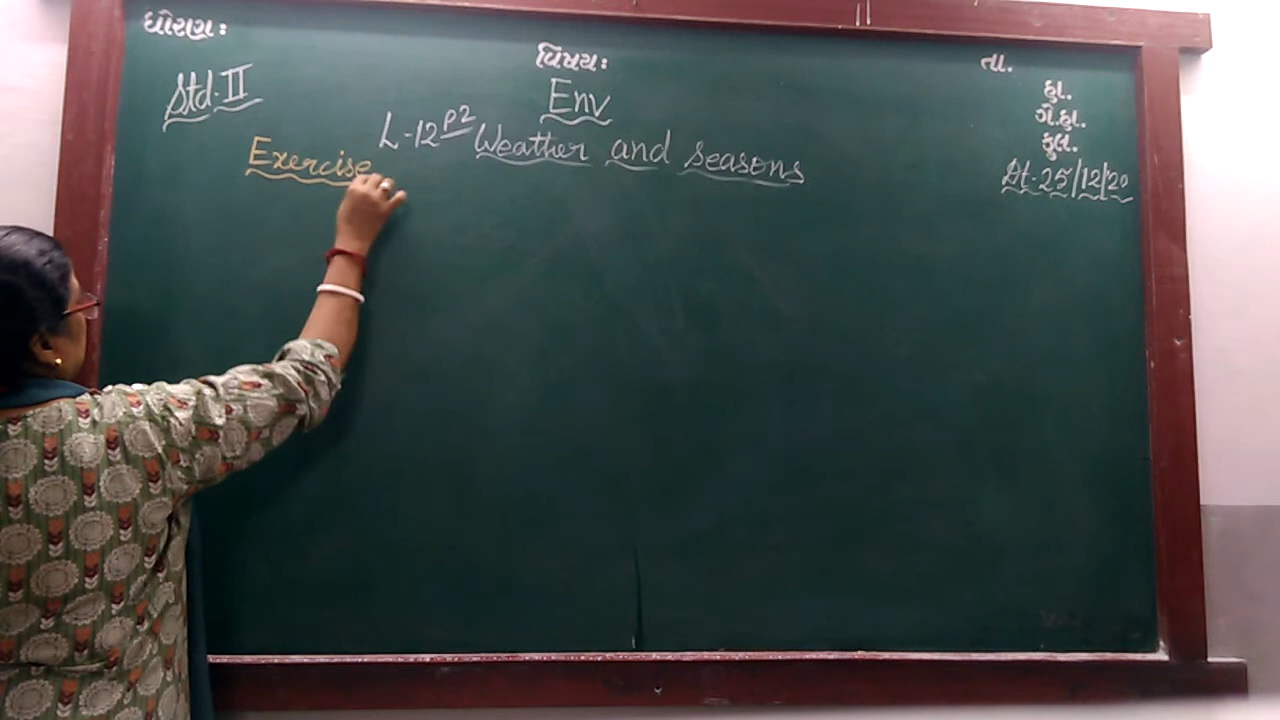 ધોરણ:
વિષય:
તા.
Std. II
Env
હા.
ગે.હા.
કુલ.
L-12 P2 Weather and seasons
Exercise
Dt. 25/12/20